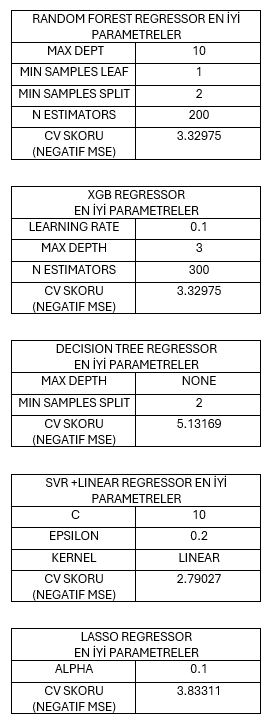 RANDOM FOREST REGRESSOR EN İYİ
PARAMETRELER
MAX DEPT 10
MIN SAMPLES LEAF 1
MIN SAMPLES SPLIT 2
N ESTIMATORS 200
CV SKORU 3.32975
(NEGATIF MSE)
XGB REGRESSOR
EN İYİ PARAMETRELER
LEARNING RATE 0.1
MAX DEPTH 3
N ESTIMATORS 300
CV SKORU 3.32975
(NEGATIF MSE)
DECISION TREE REGRESSOR
EN İYİ PARAMETRELER
MAX DEPTH NONE
MIN SAMPLES SPLIT 2
CV SKORU 5.13169
(NEGATIF MSE)
SVR +LINEAR REGRESSOR EN İYİ
PARAMETRELER
C 10
EPSILON 0.2
KERNEL LINEAR
CV SKORU 2.79027
(NEGATIF MSE)
LASSO REGRESSOR
EN İYİ PARAMETRELER
ALPHA 0.1
CV SKORU 3.83311
(NEGATIF MSE)